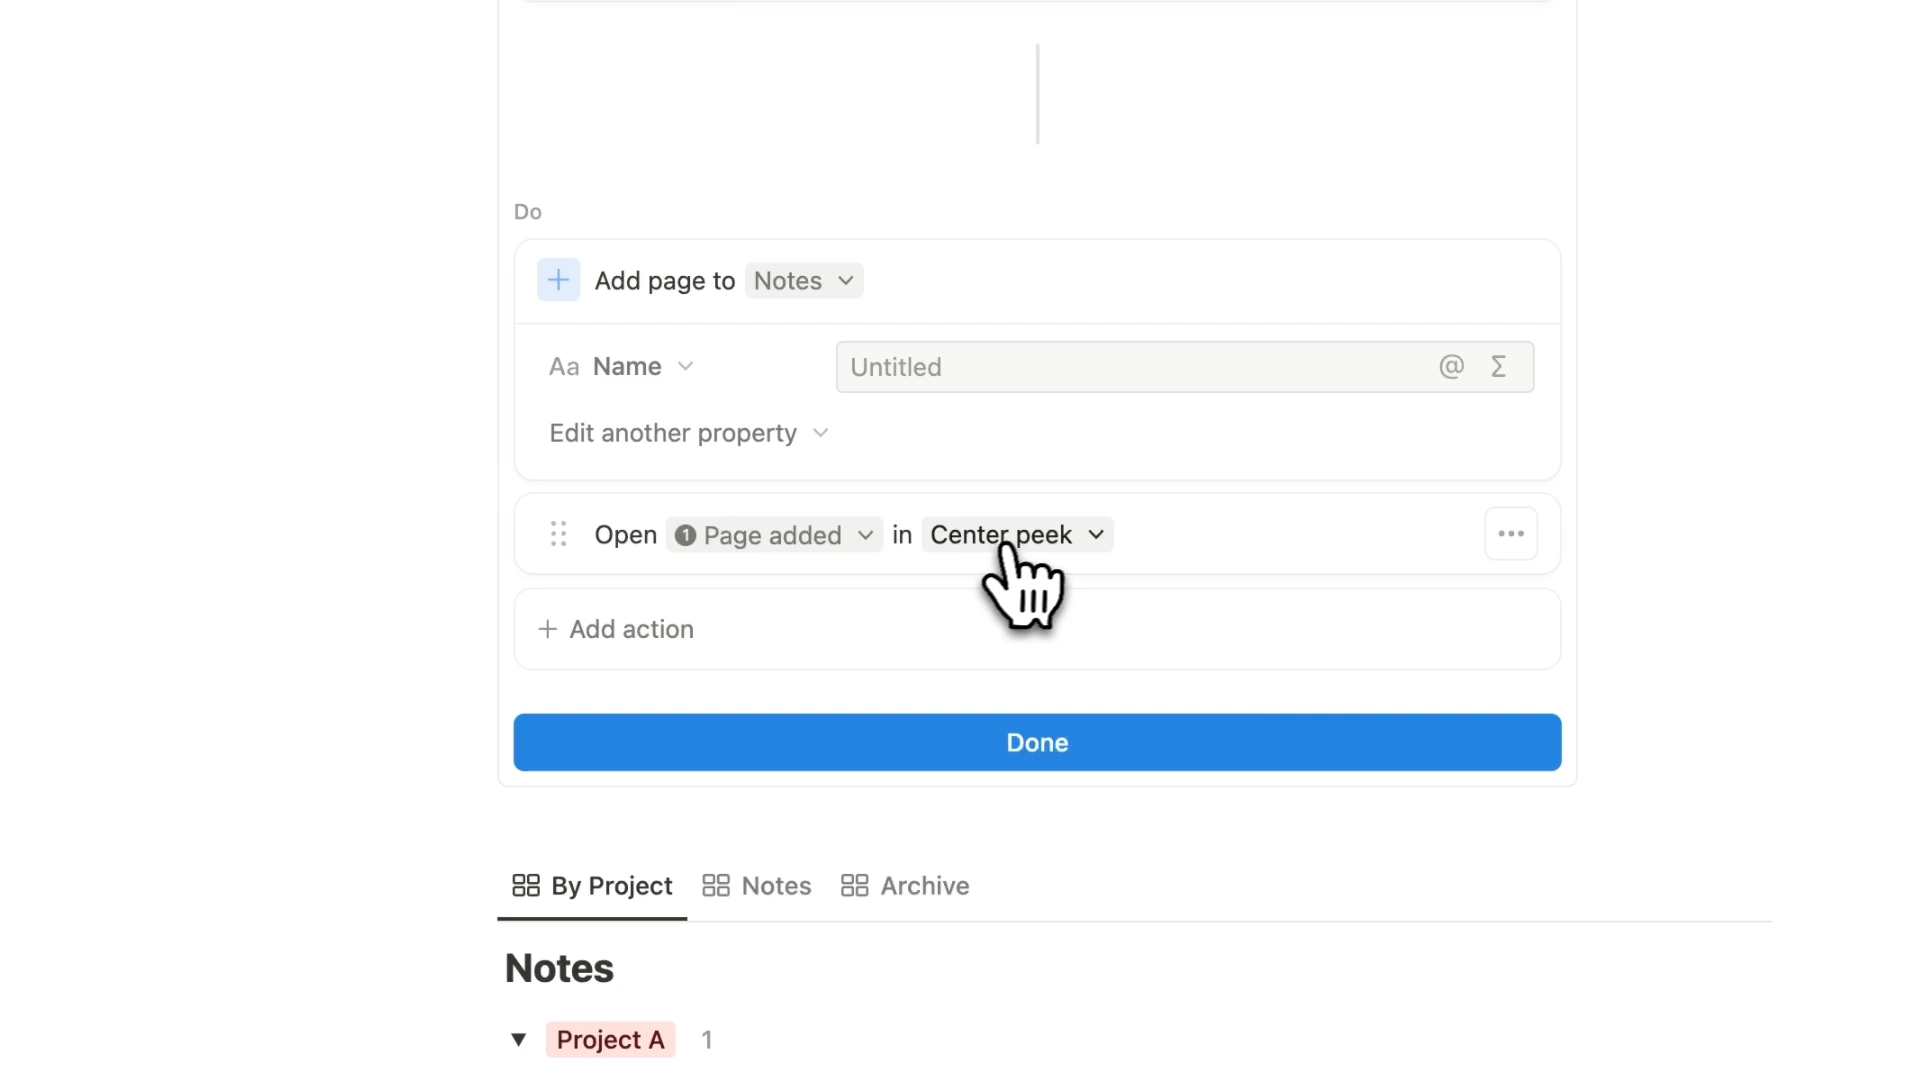 Do
Add page to Notes
Aa Name Untitled @ Σ
Edit another property
Open 1 Page added in Center peek
Add action
Done
By Project Notes Archive
Notes
Project A 1